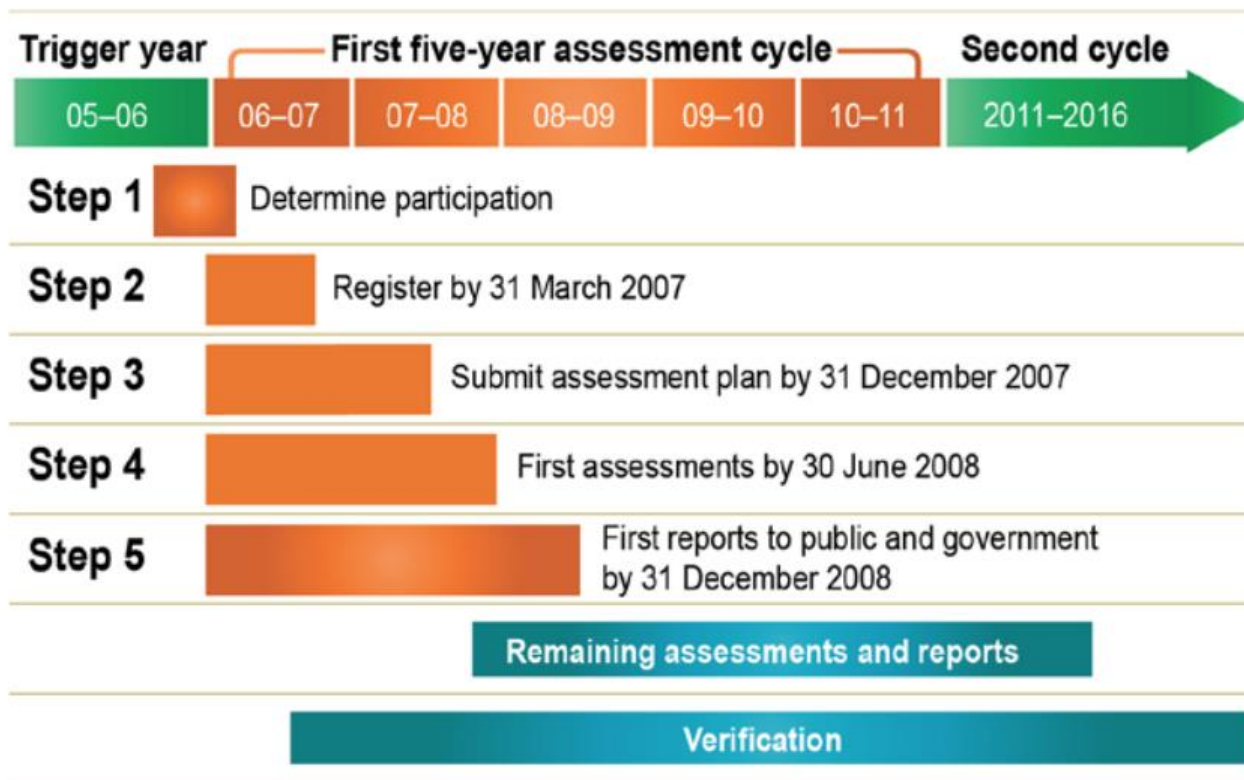 Trigger year First five-year assessment cycle Second cycle
05–06 06–07 07–08 08–09 09–10 10–11 2011–2016
Step 1 Determine participation
Step 2 Register by 31 March 2007
Step 3 Submit assessment plan by 31 December 2007
Step 4 First assessments by 30 June 2008
Step 5 First reports to public and government
by 31 December 2008
Remaining assessments and reports
Verification